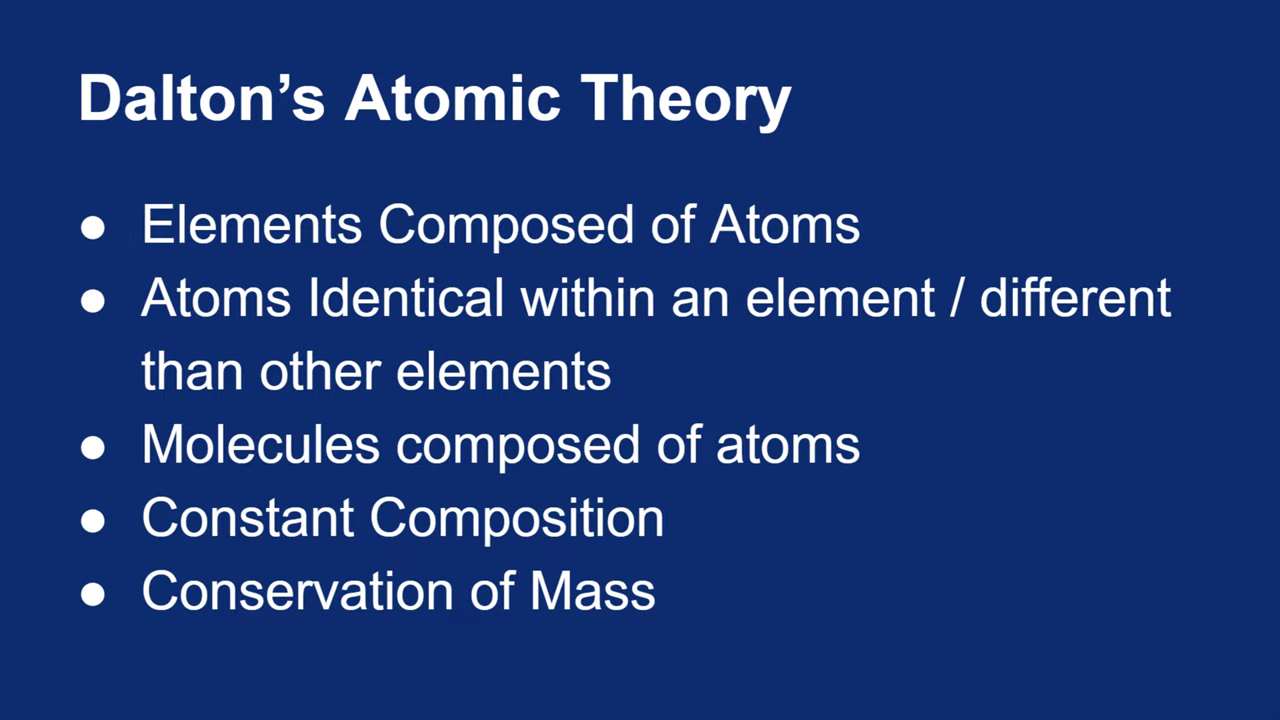 Dalton’s Atomic Theory
● Elements Composed of Atoms
● Atoms Identical within an element / different
than other elements
● Molecules composed of atoms
● Constant Composition
● Conservation of Mass